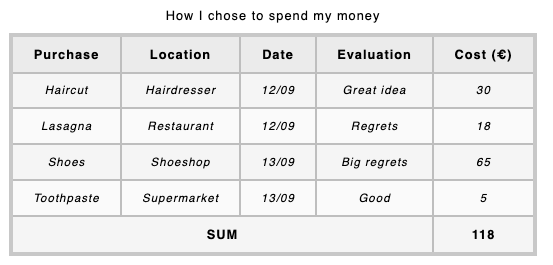 How I chose to spend my money
Purchase Location Date Evaluation Cost (€)
Haircut Hairdresser 12/09 Great idea 30
Lasagna Restaurant 12/09 Regrets 18
Shoes Shoeshop 13/09 Big regrets 65
Toothpaste Supermarket 13/09 Good 5
SUM 118